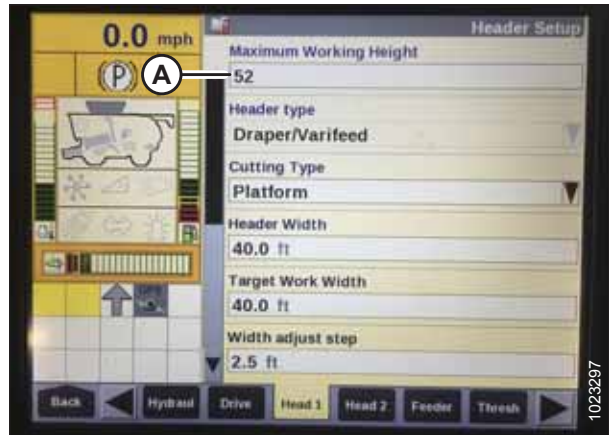 0.0 mph
(P)
A
Header Setup
Maximum Working Height
52
Header type
Draper/Varifeed
Cutting Type
Platform
Header Width
40.0 ft
Target Work Width
40.0 ft
Width adjust step
2.5 ft
Back
Hydraul
Drive
Head 1
Head 2
Feeder
Thresh
1023297